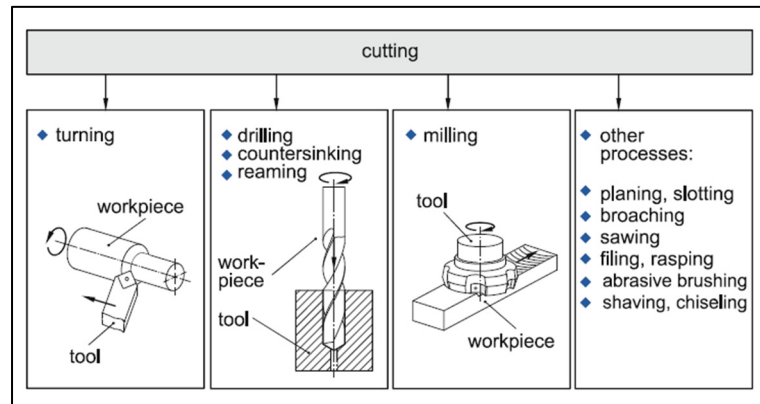 cutting
turning
workpiece
tool
drilling
countersinking
reaming
work-
piece
tool
milling
tool
workpiece
other
processes:
planing, slotting
broaching
sawing
filing, rasping
abrasive brushing
shaving, chiseling